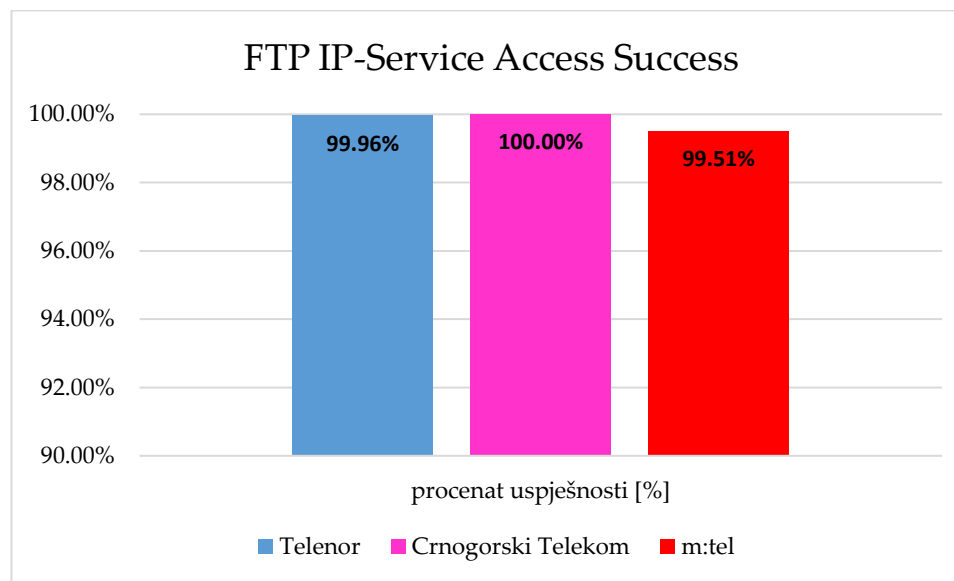 FTP IP-Service Access Success
100.00%
98.00%
96.00%
94.00%
92.00%
90.00%
99.96%
100.00%
99.51%
procenat uspješnosti [%]
Telenor
Crnogorski Telekom
m:tel